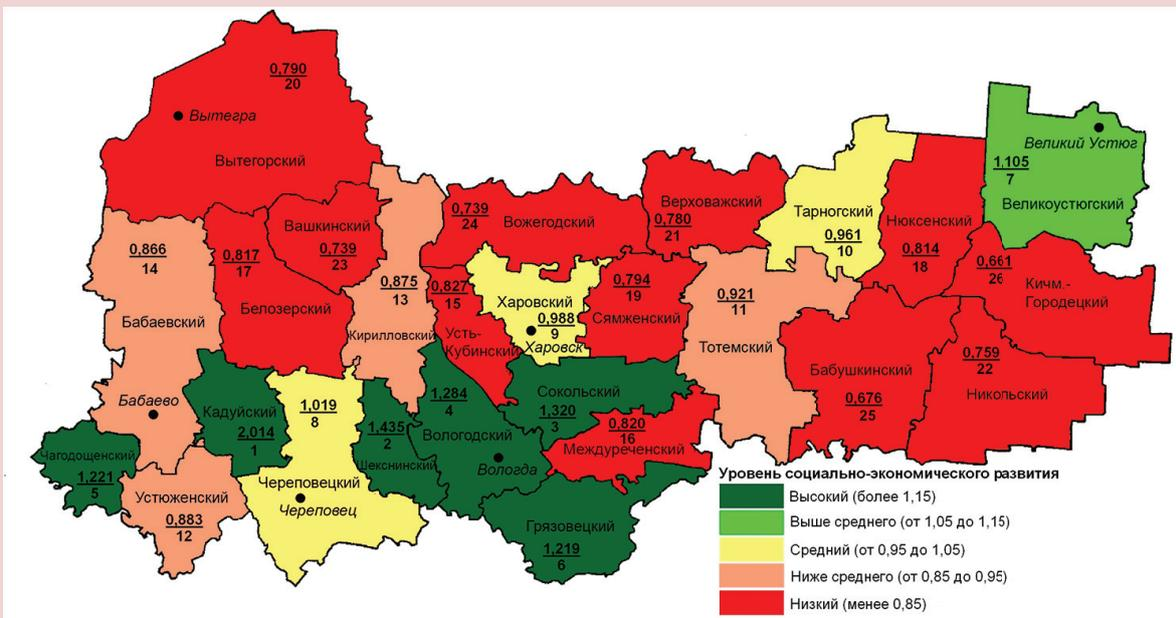 0,790
20
Вытегра
Вытегорский
Великий Устюг
1,105
7
Великоустюгский
Верховажский
0,780
21
Тарногский
0,961
10
Нюксенский
0,814
18
0,739
24
Вожегодский
Вашкинский
0,739
23
0,866
14
Бабаевский
0,817
17
Белозерский
0,875
13
Кирилловский
0,827
15
Усть-
Кубинский
Харовский
0,988
9
Харовск
0,794
19
Сямженский
0,921
11
Тотемский
0,661
26
Кичм.-
Городецкий
0,759
22
Никольский
Бабушкинский
0,676
25
Бабаево
Кадуйский
2,014
1
1,019
8
Череповецкий
Череповец
1,435
2
Шекснинский
1,284
4
Вологодский
Вологда
Сокольский
1,320
3
0,820
16
Междуреченский
Чагодощенский
1,221
5
Устюженский
0,883
12
Грязовецкий
1,219
6
Уровень социально-экономического развития
Высокий (более 1,15)
Выше среднего (от 1,05 до 1,15)
Средний (от 0,95 до 1,05)
Ниже среднего (от 0,85 до 0,95)
Низкий (менее 0,85)